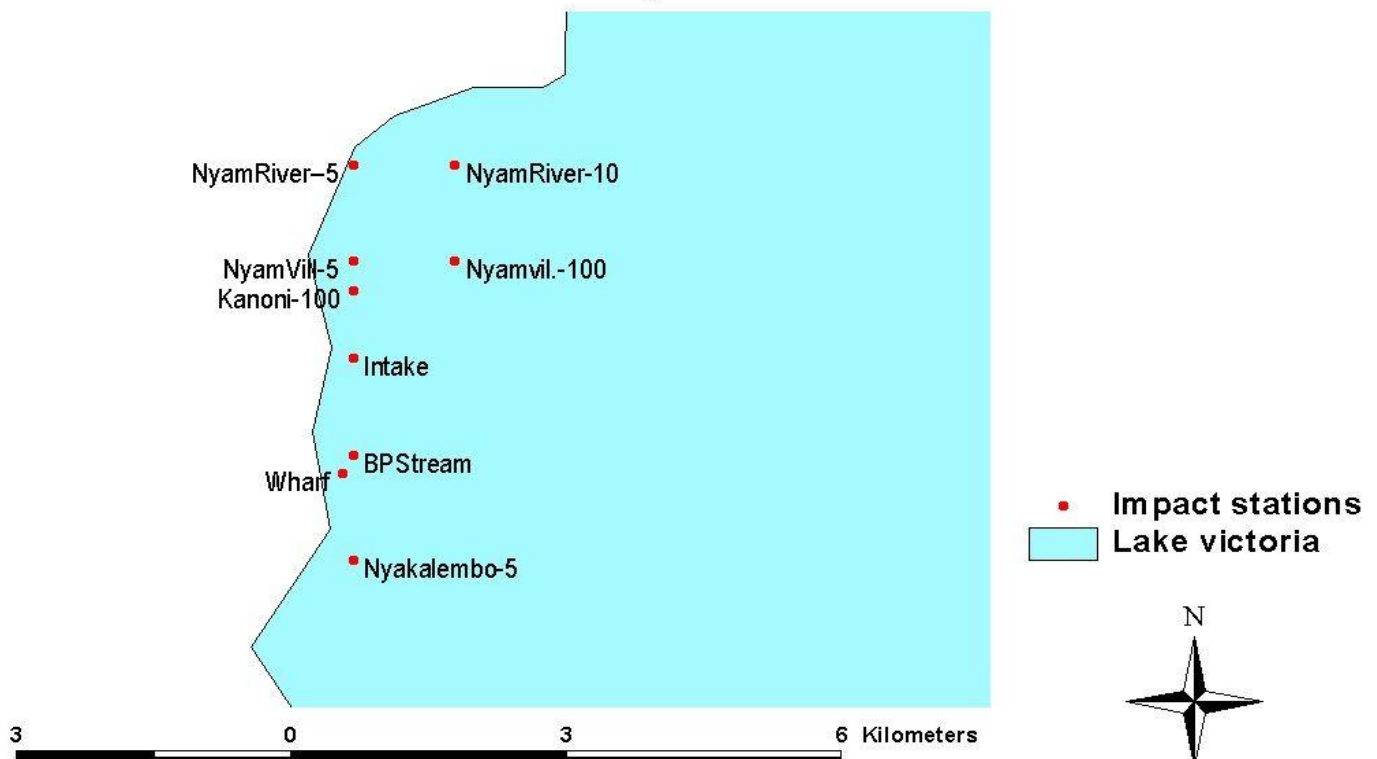 NyamRiver–5
NyamRiver-10
NyamVill-5
Nyamvil.-100
Kanoni-100
Intake
BPStream
Wharf
Nyakalembo-5
Impact stations
Lake victoria
N
3 0 3 6 Kilometers